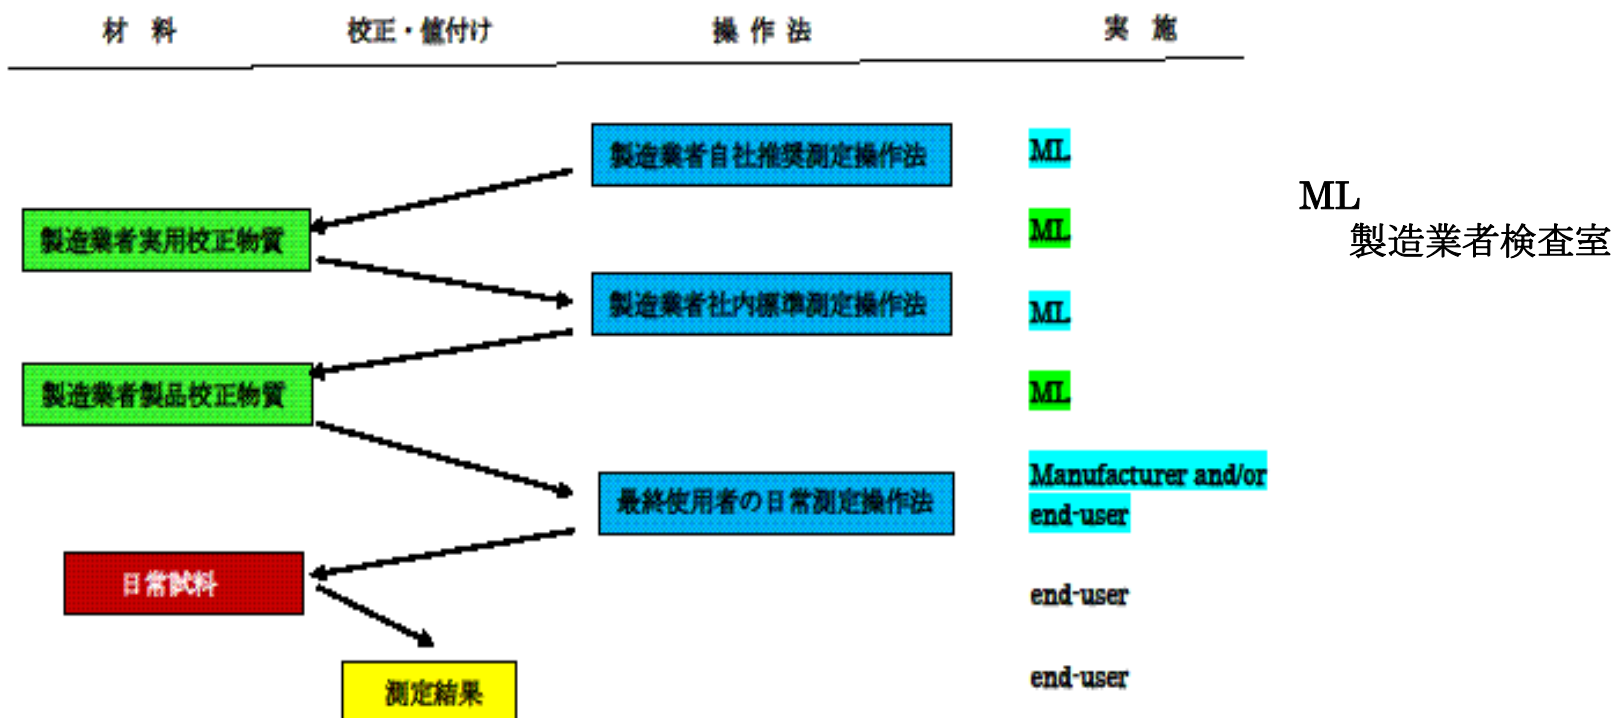 材 料 校正・値付け 操 作 法 実 施
製造業者自社推奨測定操作法 ML
ML
製造業者検査室
製造業者実用校正物質 ML
製造業者社内標準測定操作法 ML
製造業者製品校正物質 ML
Manufacturer and/or
最終使用者の日常測定操作法 end-user
日常試料 end-user
測定結果 end-user